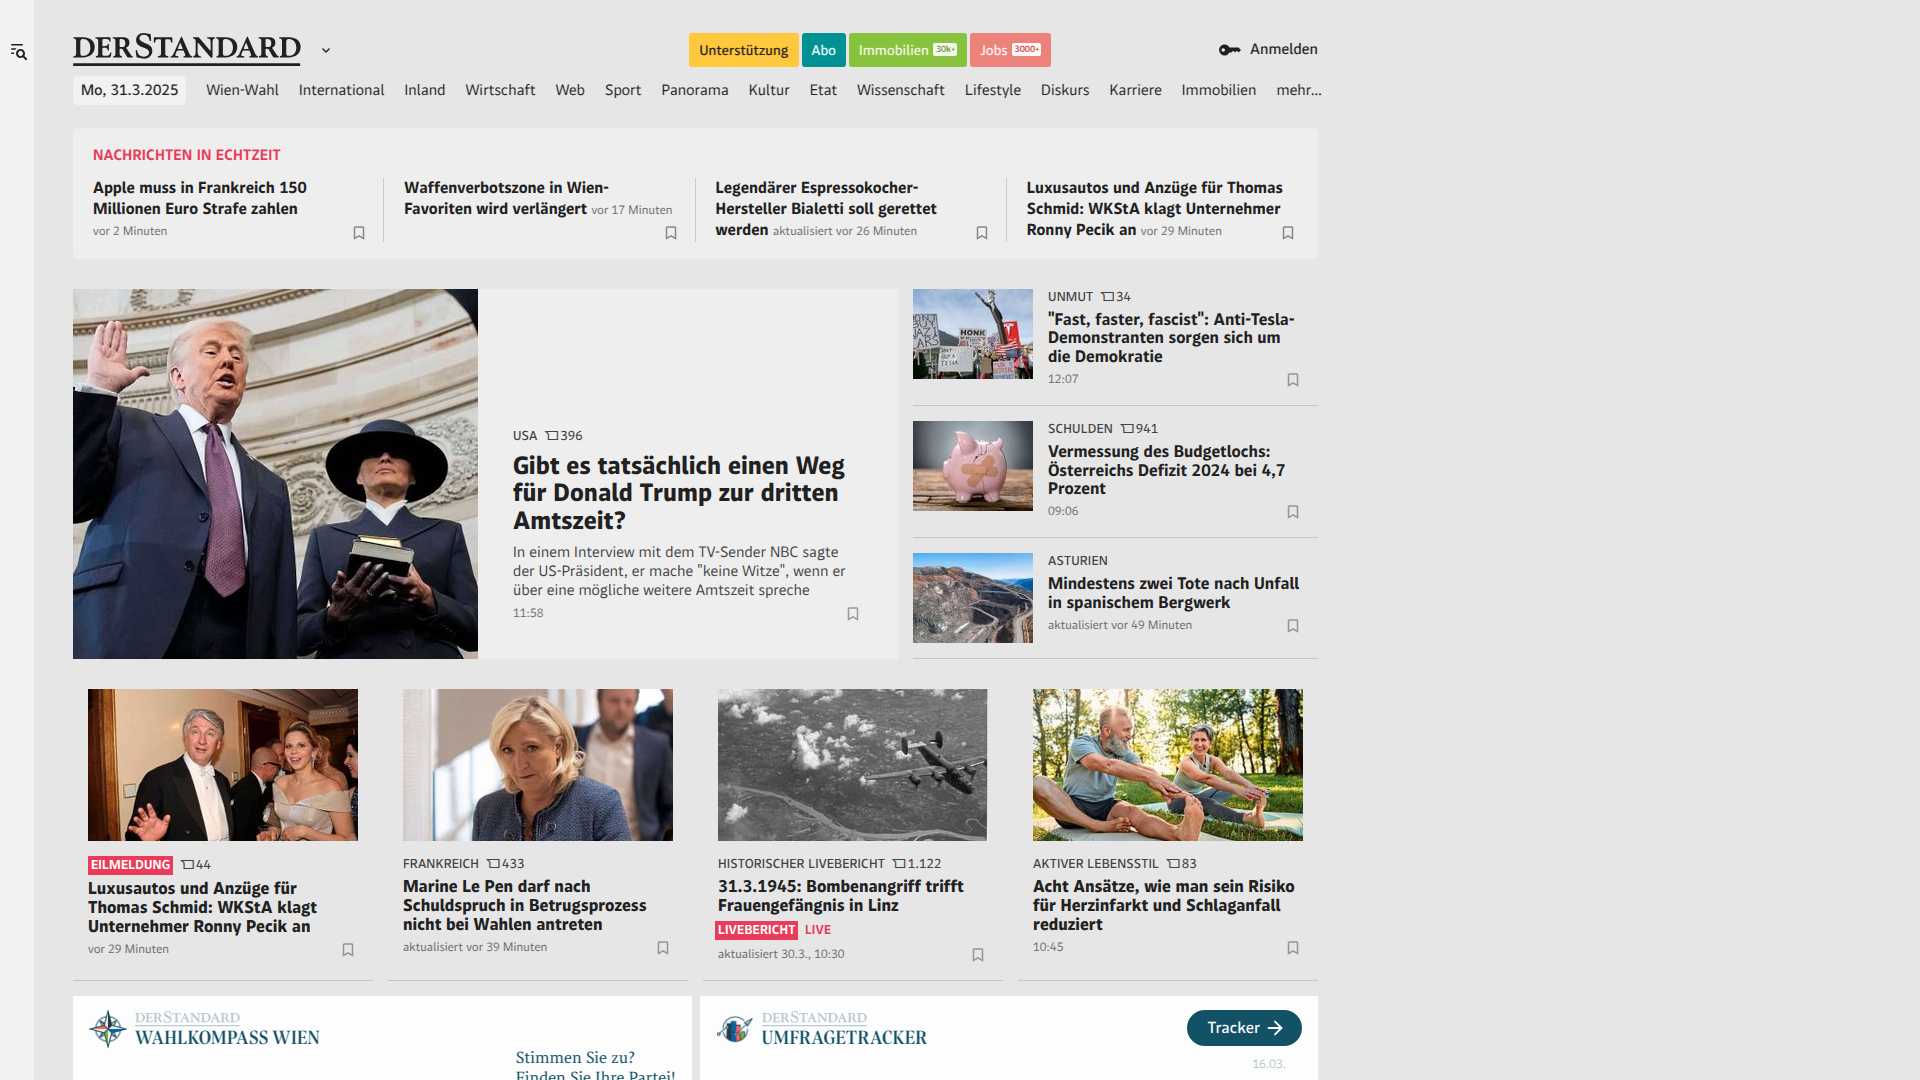 DERSTANDARD
Unterstützung
Abo
Immobilien 30k+
Jobs 3000+
Anmelden
Mo, 31.3.2025
Wien-Wahl
International
Inland
Wirtschaft
Web
Sport
Panorama
Kultur
Etat
Wissenschaft
Lifestyle
Diskurs
Karriere
Immobilien
mehr...
NACHRICHTEN IN ECHTZEIT
Apple muss in Frankreich 150
Millionen Euro Strafe zahlen
vor 2 Minuten
Waffenverbotszone in Wien-
Favoriten wird verlängert vor 17 Minuten
Legendärer Espressokocher-
Hersteller Bialetti soll gerettet
werden aktualisiert vor 26 Minuten
Luxusautos und Anzüge für Thomas
Schmid: WKStA klagt Unternehmer
Ronny Pecik an vor 29 Minuten
USA 396
Gibt es tatsächlich einen Weg
für Donald Trump zur dritten
Amtszeit?
In einem Interview mit dem TV-Sender NBC sagte
der US-Präsident, er mache "keine Witze", wenn er
über eine mögliche weitere Amtszeit spreche
11:58
HONK
UNMUT 34
"Fast, faster, fascist": Anti-Tesla-
Demonstranten sorgen sich um
die Demokratie
12:07
SCHULDEN 941
Vermessung des Budgetlochs:
Österreichs Defizit 2024 bei 4,7
Prozent
09:06
ASTURIEN
Mindestens zwei Tote nach Unfall
in spanischem Bergwerk
aktualisiert vor 49 Minuten
EILMELDUNG 44
Luxusautos und Anzüge für
Thomas Schmid: WKStA klagt
Unternehmer Ronny Pecik an
vor 29 Minuten
FRANKREICH 433
Marine Le Pen darf nach
Schuldspruch in Betrugsprozess
nicht bei Wahlen antreten
aktualisiert vor 39 Minuten
HISTORISCHER LIVEBERICHT 1.122
31.3.1945: Bombenangriff trifft
Frauengefängnis in Linz
LIVEBERICHT LIVE
aktualisiert 30.3., 10:30
AKTIVER LEBENSSTIL 83
Acht Ansätze, wie man sein Risiko
für Herzinfarkt und Schlaganfall
reduziert
10:45
DERSTANDARD
WAHLKOMPASS WIEN
Stimmen Sie zu?
Finden Sie Ihre Partei!
DERSTANDARD
UMFRAGETRACKER
Tracker
16.03.